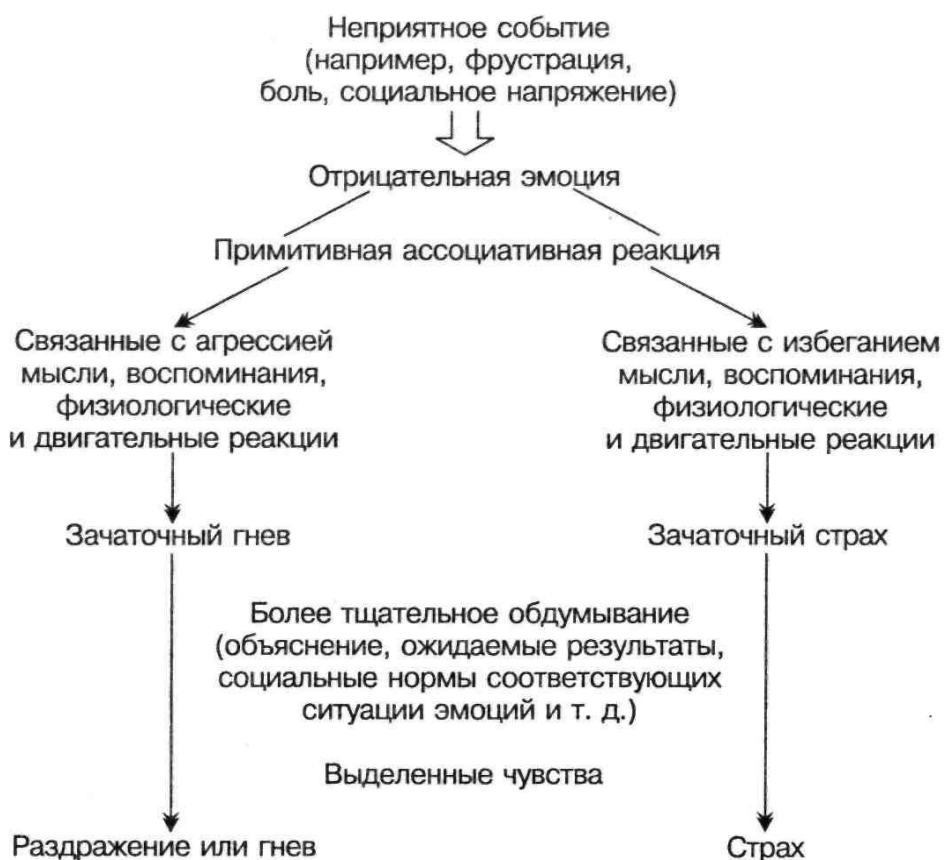 Неприятное событие
(например, фрустрация,
боль, социальное напряжение)
Отрицательная эмоция
Примитивная ассоциативная реакция
Связанные с агрессией
мысли, воспоминания,
физиологические
и двигательные реакции
Связанные с избеганием
мысли, воспоминания,
физиологические
и двигательные реакции
Зачаточный гнев
Зачаточный страх
Более тщательное обдумывание
(объяснение, ожидаемые результаты,
социальные нормы соответствующих
ситуации эмоций и т. д.)
Выделенные чувства
Раздражение или гнев
Страх